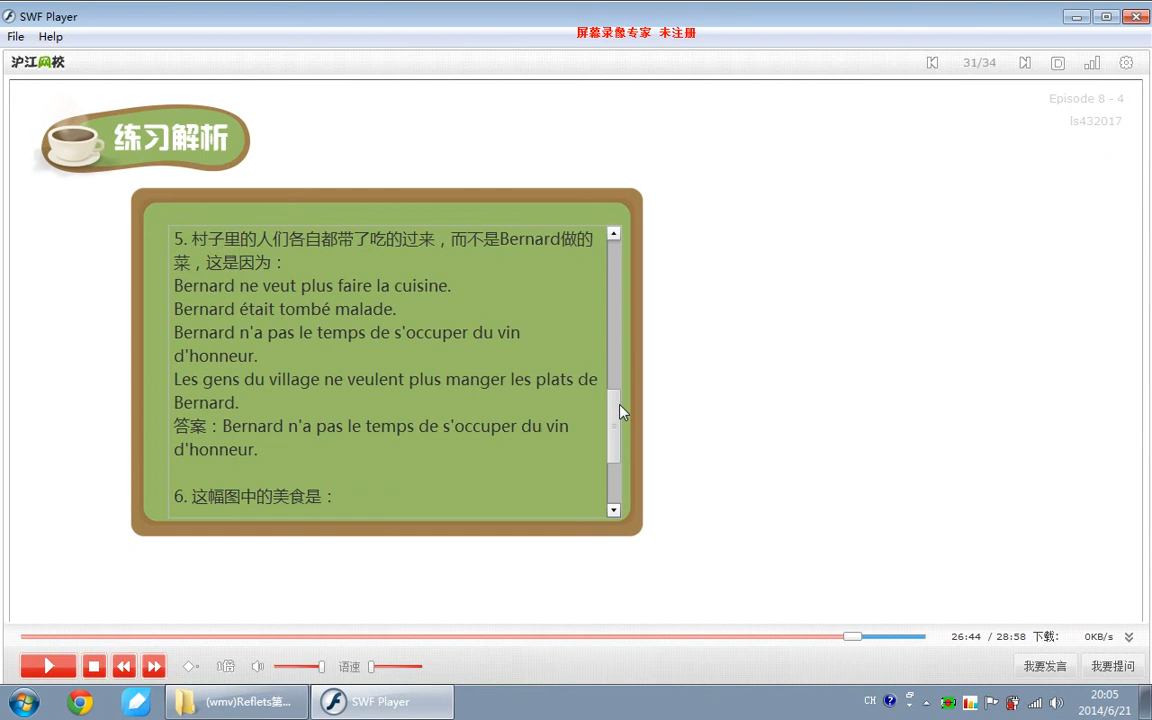 SWF Player
File Help
屏幕录像专家 未注册
沪江网校
31/34
Episode 8 - 4
ls432017
练习解析
5. 村子里的人们各自都带了吃的过来，而不是Bernard做的
菜，这是因为：
Bernard ne veut plus faire la cuisine.
Bernard était tombé malade.
Bernard n'a pas le temps de s'occuper du vin
d'honneur.
Les gens du village ne veulent plus manger les plats de
Bernard.
答案：Bernard n'a pas le temps de s'occuper du vin
d'honneur.
6. 这幅图中的美食是：
26:44 / 28:58 下载： 0KB/s
1倍 语速 我要发言 我要提问
(wmv)Reflets第... SWF Player CH 20:05
2014/6/21